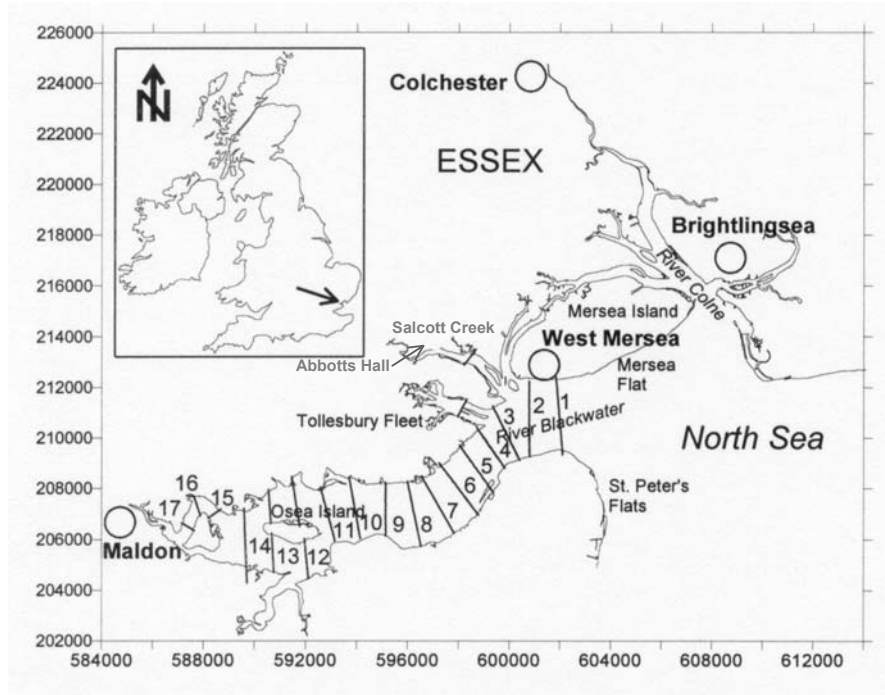 226000
224000
222000
220000
218000
216000
214000
212000
210000
208000
206000
204000
202000
N
Colchester
ESSEX
Brightlingsea
River Colne
Mersea Island
Salcott Creek
West Mersea
Abbotts Hall
Mersea
Flat
Tollesbury Fleet
3
2
1
River Blackwater
4
North Sea
5
6
St. Peter's
Flats
16
17
15
Osea Island
11
10
9
8
7
14
13
12
Maldon
584000
588000
592000
596000
600000
604000
608000
612000